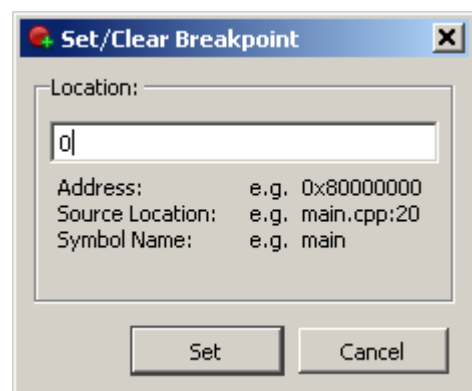 Set/Clear Breakpoint
Location:
0
Address: e.g. 0x80000000
Source Location: e.g. main.cpp:20
Symbol Name: e.g. main
Set Cancel